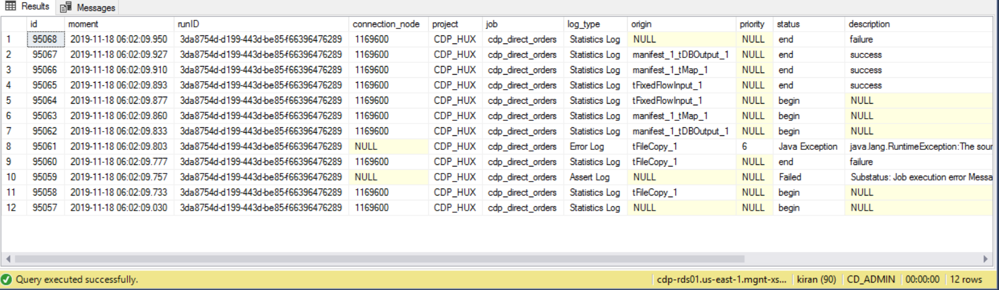 Results Messages
id moment runID connection_node project job log_type origin priority status description
1 95068 2019-11-18 06:02:09.950 3da8754d-d199-443d-be85-f66396476289 1169600 CDP_HUX cdp_direct_orders Statistics Log NULL NULL end failure
2 95067 2019-11-18 06:02:09.927 3da8754d-d199-443d-be85-f66396476289 1169600 CDP_HUX cdp_direct_orders Statistics Log manifest_1_tDBOutput_1 NULL end success
3 95066 2019-11-18 06:02:09.910 3da8754d-d199-443d-be85-f66396476289 1169600 CDP_HUX cdp_direct_orders Statistics Log manifest_1_tMap_1 NULL end success
4 95065 2019-11-18 06:02:09.893 3da8754d-d199-443d-be85-f66396476289 1169600 CDP_HUX cdp_direct_orders Statistics Log tFixedFlowInput_1 NULL end success
5 95064 2019-11-18 06:02:09.877 3da8754d-d199-443d-be85-f66396476289 1169600 CDP_HUX cdp_direct_orders Statistics Log tFixedFlowInput_1 NULL begin NULL
6 95063 2019-11-18 06:02:09.860 3da8754d-d199-443d-be85-f66396476289 1169600 CDP_HUX cdp_direct_orders Statistics Log manifest_1_tMap_1 NULL begin NULL
7 95062 2019-11-18 06:02:09.833 3da8754d-d199-443d-be85-f66396476289 1169600 CDP_HUX cdp_direct_orders Statistics Log manifest_1_tDBOutput_1 NULL begin NULL
8 95061 2019-11-18 06:02:09.803 3da8754d-d199-443d-be85-f66396476289 NULL CDP_HUX cdp_direct_orders Error Log tFileCopy_1 6 Java Exception java.lang.RuntimeException:The sour
9 95060 2019-11-18 06:02:09.777 3da8754d-d199-443d-be85-f66396476289 1169600 CDP_HUX cdp_direct_orders Statistics Log tFileCopy_1 NULL end failure
10 95059 2019-11-18 06:02:09.757 3da8754d-d199-443d-be85-f66396476289 NULL CDP_HUX cdp_direct_orders Assert Log NULL NULL Failed Substatus: Job execution error Messa
11 95058 2019-11-18 06:02:09.733 3da8754d-d199-443d-be85-f66396476289 1169600 CDP_HUX cdp_direct_orders Statistics Log tFileCopy_1 NULL begin NULL
12 95057 2019-11-18 06:02:09.030 3da8754d-d199-443d-be85-f66396476289 1169600 CDP_HUX cdp_direct_orders Statistics Log NULL NULL begin NULL
Query executed successfully. cdp-rds01.us-east-1.mgnt-xs... kiran (90) CD_ADMIN 00:00:00 12 rows